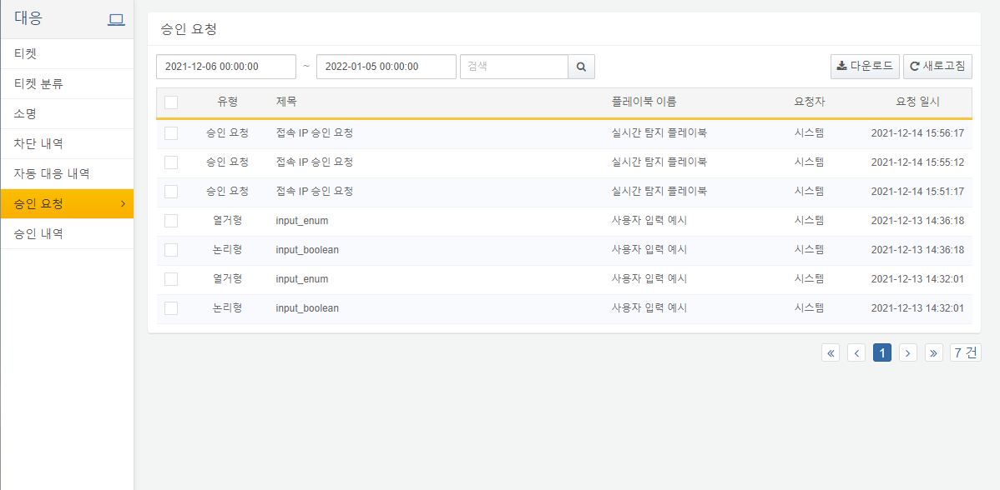 대응
티켓
티켓 분류
소명
차단 내역
자동 대응 내역
승인 요청
승인 내역
승인 요청
2021-12-06 00:00:00 ~ 2022-01-05 00:00:00 검색 다운로드 새로고침
유형 제목 플레이북 이름 요청자 요청 일시
승인 요청 접속 IP 승인 요청 실시간 탐지 플레이북 시스템 2021-12-14 15:56:17
승인 요청 접속 IP 승인 요청 실시간 탐지 플레이북 시스템 2021-12-14 15:55:12
승인 요청 접속 IP 승인 요청 실시간 탐지 플레이북 시스템 2021-12-14 15:51:17
열거형 input_enum 사용자 입력 예시 시스템 2021-12-13 14:36:18
논리형 input_boolean 사용자 입력 예시 시스템 2021-12-13 14:36:18
열거형 input_enum 사용자 입력 예시 시스템 2021-12-13 14:32:01
논리형 input_boolean 사용자 입력 예시 시스템 2021-12-13 14:32:01
« ‹ 1 › » 7 건